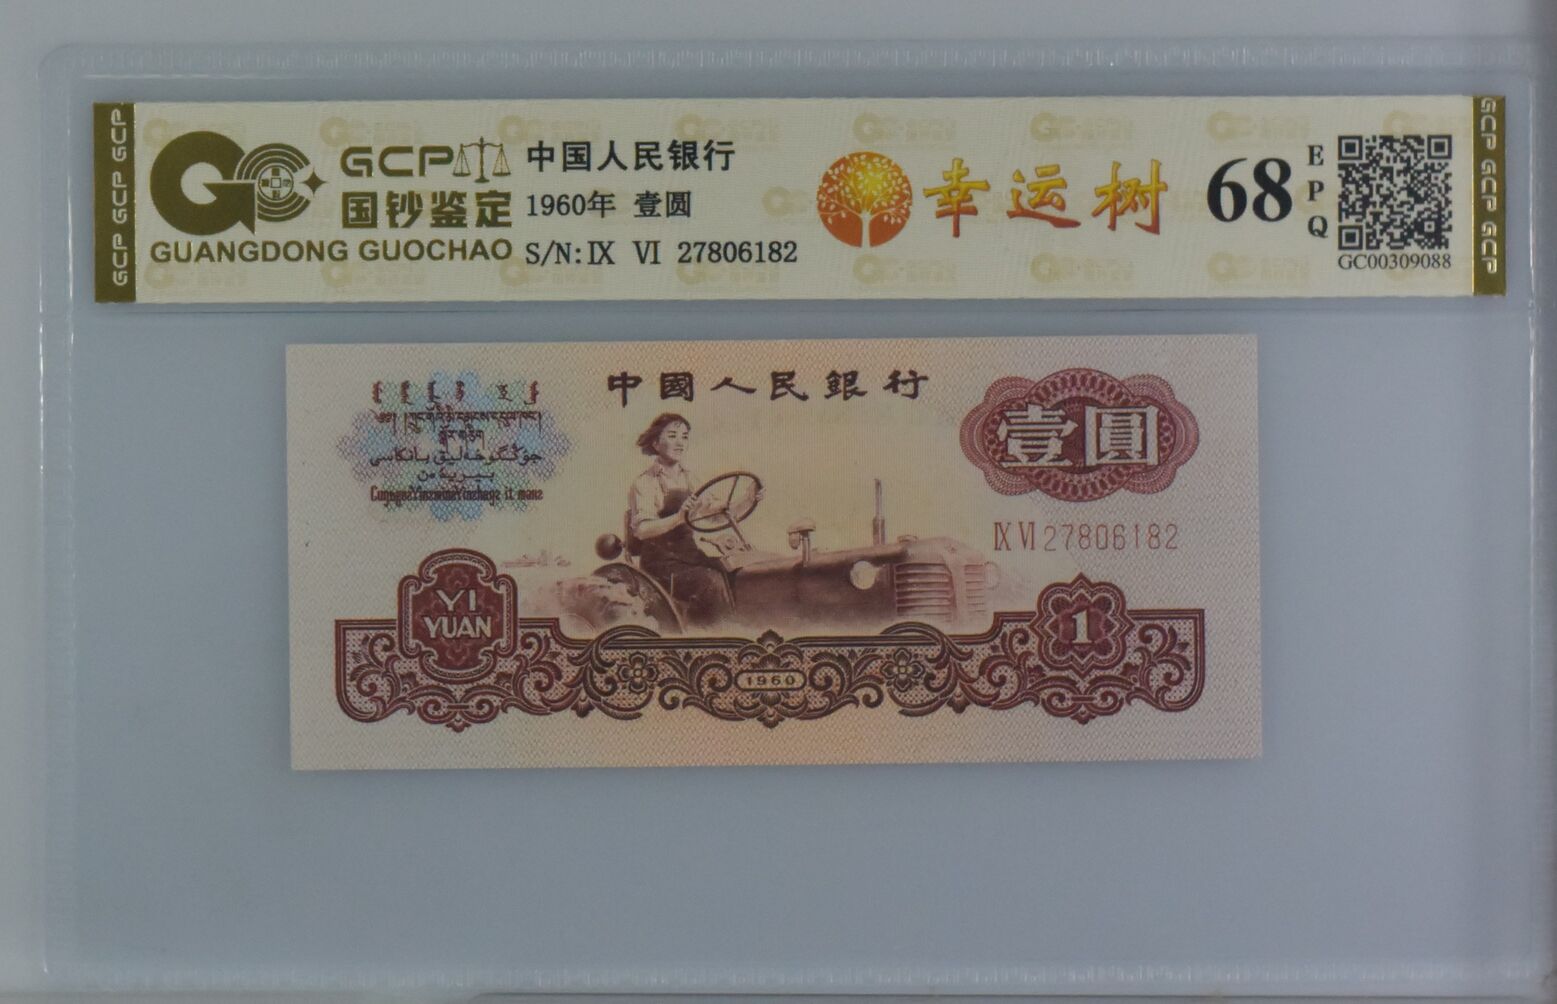 GCP
国钞鉴定
GUANGDONG GUOCHAO
中国人民银行
1960年 壹圆
S/N: IX VI 27806182
幸运树
68
E
P
Q
GC00309088
GCP GCP GCP
GCP GCP GCP
中國人民銀行
壹圓
IX VI 27806182
YI
YUAN
1960
1